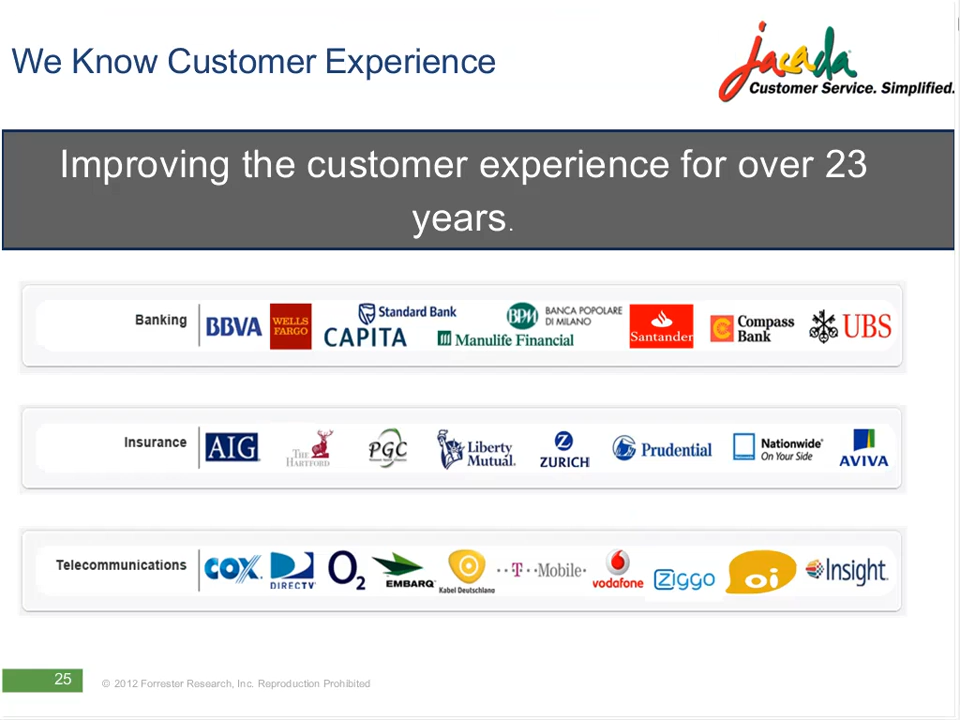 We Know Customer Experience
jacada
Customer Service. Simplified.
Improving the customer experience for over 23
years.
Banking
BBVA
WELLS
FARGO
Standard Bank
CAPITA
BPM
BANCA POPOLARE
DI MILANO
Manulife Financial
Santander
Compass
Bank
UBS
Insurance
AIG
THE
HARTFORD
PGC
Liberty
Mutual.
ZURICH
Prudential
Nationwide®
On Your Side
AVIVA
Telecommunications
COX.
DIRECTV
O2
EMBARQ
Kabel Deutschland
T··Mobile·
vodafone
ziggo
oi
Insight.
25
© 2012 Forrester Research, Inc. Reproduction Prohibited